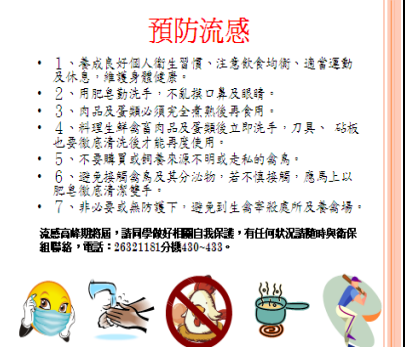 預防流感
• 1、養成良好個人衛生習慣、注意飲食均衡、適當運動
及休息，維護身體健康。
• 2、用肥皂勤洗手，不亂摸口鼻及眼睛。
• 3、肉品及蛋類必須完全煮熟後再食用。
• 4、料理生鮮禽畜肉品及蛋類後立即洗手，刀具、砧板
也要徹底清洗後才能再度使用。
• 5、不要購買或飼養來源不明或走私的禽鳥。
• 6、避免接觸禽鳥及其分泌物，若不慎接觸，應馬上以
肥皂徹底清潔雙手。
• 7、非必要或無防護下，避免到生禽宰殺處所及養禽場。
流感高峰期將屆，請同學做好相關自我保護，有任何狀況請隨時與衛保
組聯絡，電話：26321181分機430~433。